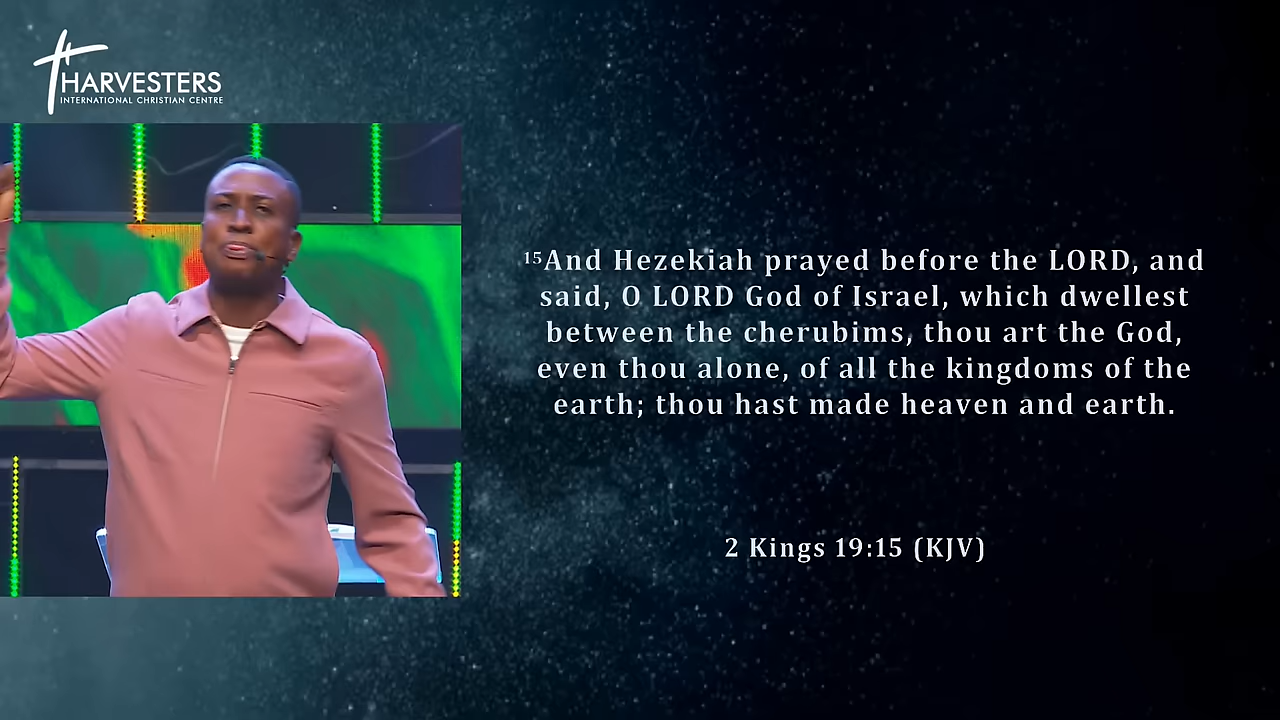 HARVESTERS
INTERNATIONAL CHRISTIAN CENTRE
15And Hezekiah prayed before the LORD, and
said, O LORD God of Israel, which dwellest
between the cherubims, thou art the God,
even thou alone, of all the kingdoms of the
earth; thou hast made heaven and earth.
2 Kings 19:15 (KJV)